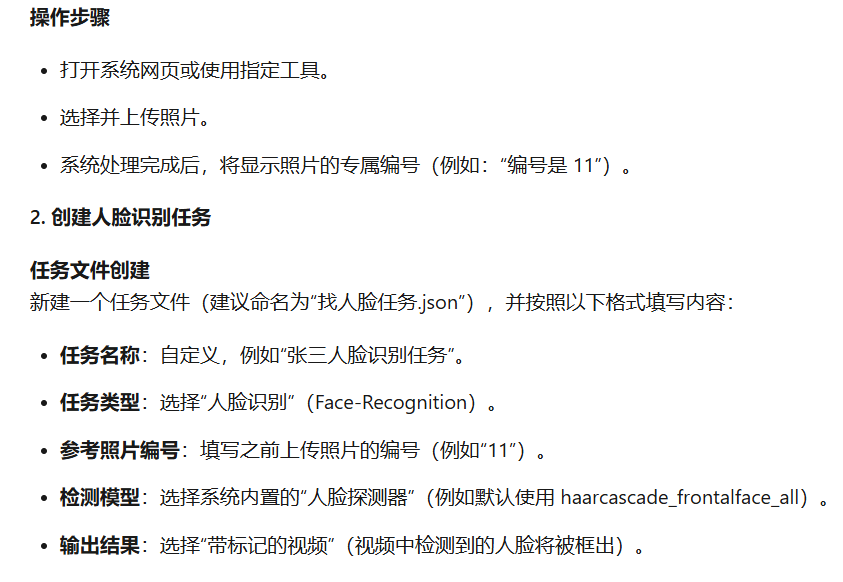 操作步骤
• 打开系统网页或使用指定工具。
• 选择并上传照片。
• 系统处理完成后，将显示照片的专属编号（例如：“编号是 11”）。
2. 创建人脸识别任务
任务文件创建
新建一个任务文件（建议命名为“找人脸任务.json”），并按照以下格式填写内容：
• 任务名称：自定义，例如“张三人脸识别任务”。
• 任务类型：选择“人脸识别”（Face-Recognition）。
• 参考照片编号：填写之前上传照片的编号（例如“11”）。
• 检测模型：选择系统内置的“人脸探测器”（例如默认使用 haarcascade_frontalface_all）。
• 输出结果：选择“带标记的视频”（视频中检测到的人脸将被框出）。